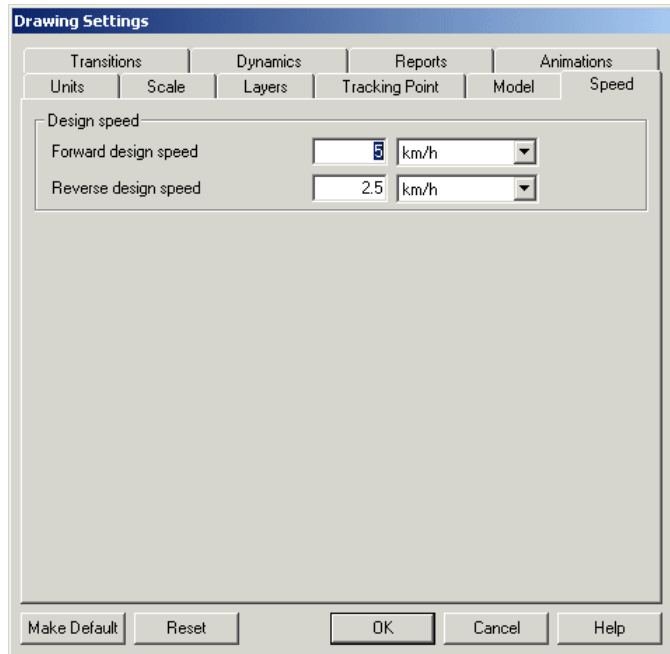 Drawing Settings
Transitions Dynamics Reports Animations
Units Scale Layers Tracking Point Model Speed
Design speed
Forward design speed 5 km/h
Reverse design speed 2.5 km/h
Make Default Reset OK Cancel Help